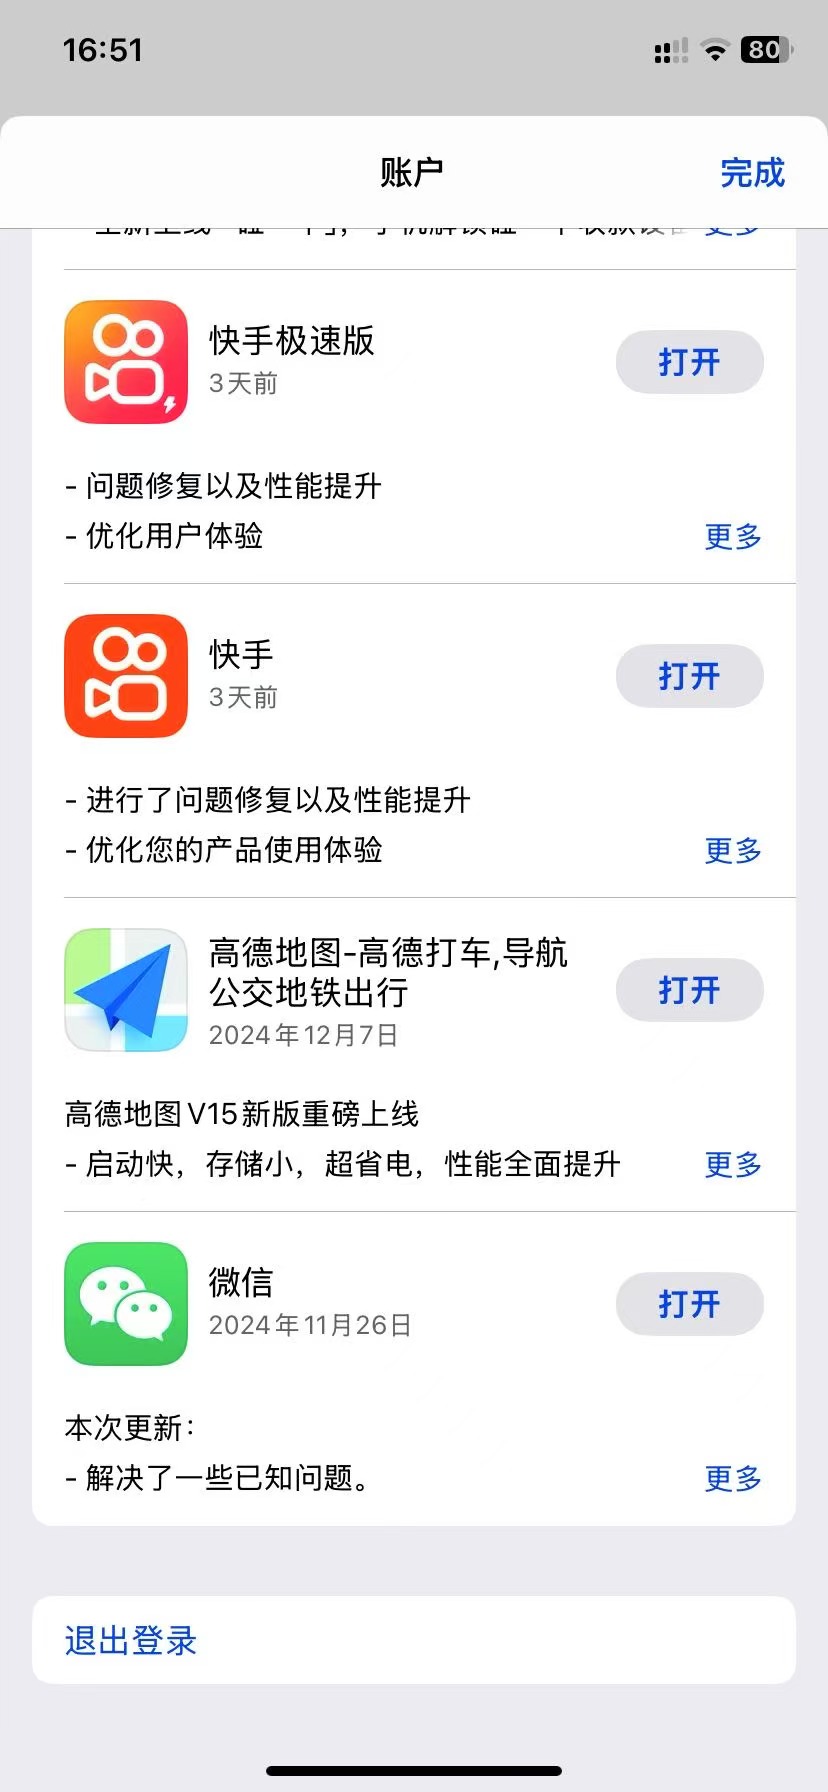 16:51
80
账户
完成
更多
快手极速版
3天前
打开
- 问题修复以及性能提升
- 优化用户体验
更多
快手
3天前
打开
- 进行了问题修复以及性能提升
- 优化您的产品使用体验
更多
高德地图-高德打车,导航
公交地铁出行
2024年12月7日
打开
高德地图V15新版重磅上线
- 启动快，存储小，超省电，性能全面提升
更多
微信
2024年11月26日
打开
本次更新：
- 解决了一些已知问题。
更多
退出登录